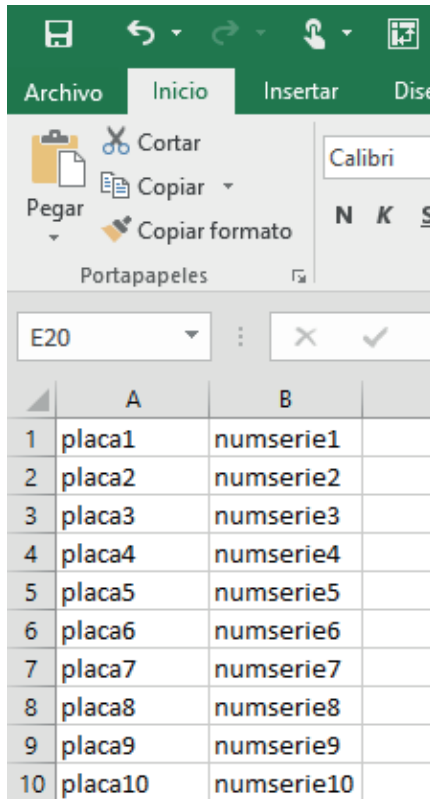 Archivo Inicio Insertar
Cortar
Copiar
Pegar
Copiar formato
Calibri
N K
Portapapeles
E20
A B
1 placa1 numserie1
2 placa2 numserie2
3 placa3 numserie3
4 placa4 numserie4
5 placa5 numserie5
6 placa6 numserie6
7 placa7 numserie7
8 placa8 numserie8
9 placa9 numserie9
10 placa10 numserie10